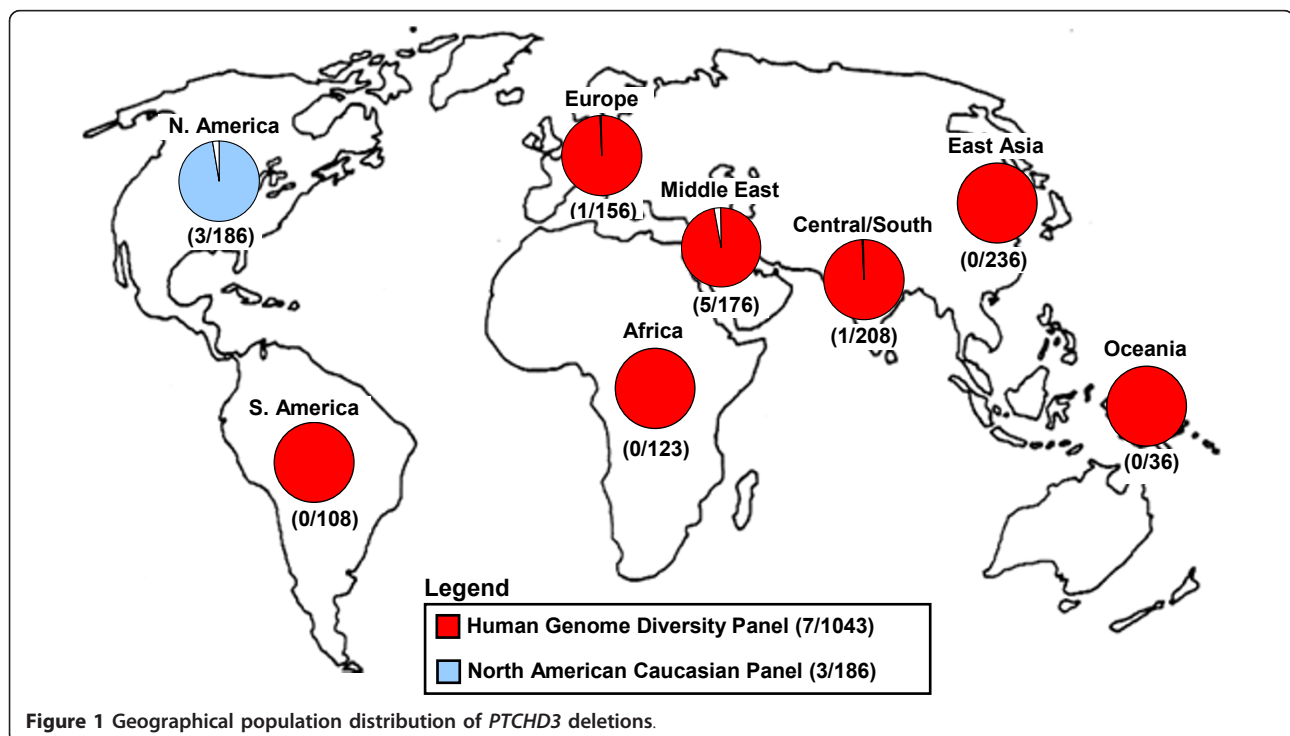 Europe
N. America
East Asia
Middle East
(1/156)
Central/South
(3/186)
(0/236)
(5/176)
(1/208)
Africa
Oceania
S. America
(0/123)
(0/36)
(0/108)
Legend
Human Genome Diversity Panel (7/1043)
North American Caucasian Panel (3/186)
Figure 1 Geographical population distribution of PTCHD3 deletions.